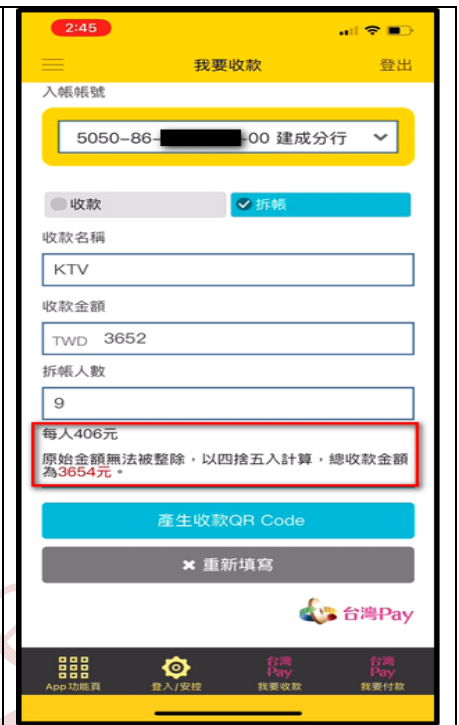 2:45
我要收款
登出
入帳帳號
5050-86-
-00 建成分行
收款
拆帳
收款名稱
KTV
收款金額
TWD 3652
拆帳人數
9
每人406元
原始金額無法被整除，以四捨五入計算，總收款金額
為3654元。
產生收款QR Code
✖ 重新填寫
台灣Pay
App功能頁
登入/安控
台灣
Pay
我要收款
台灣
Pay
我要付款